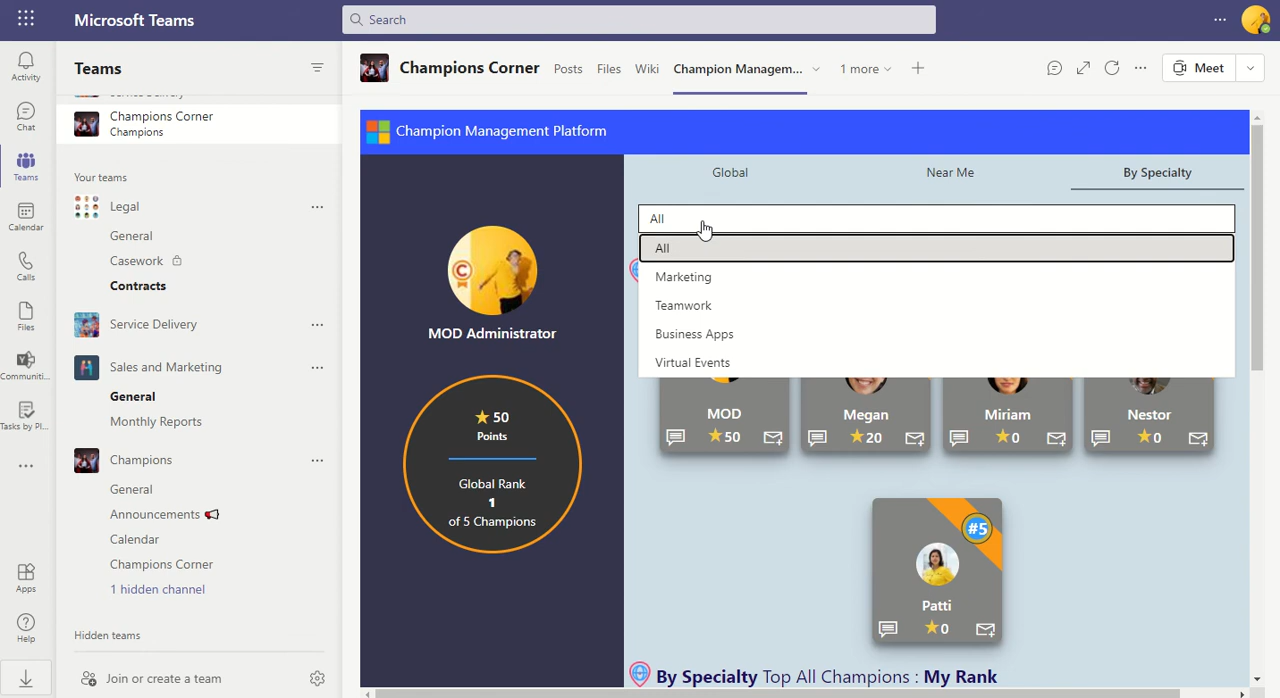 Microsoft Teams
Search
Activity
Chat
Teams
Calendar
Calls
Files
Communiti...
Tasks by Pl...
Apps
Help
Teams
Service Delivery
Champions Corner
Champions
Your teams
Legal
General
Casework
Contracts
Service Delivery
Sales and Marketing
General
Monthly Reports
Champions
General
Announcements
Calendar
Champions Corner
1 hidden channel
Hidden teams
Join or create a team
Champions Corner Posts Files Wiki Champion Managem... 1 more
Meet
Champion Management Platform
C
MOD Administrator
50
Points
Global Rank
1
of 5 Champions
Global Near Me By Specialty
All
All
Marketing
Teamwork
Business Apps
Virtual Events
MOD Megan Miriam Nestor
50 20 0 0
#5
Patti
0
By Specialty Top All Champions : My Rank